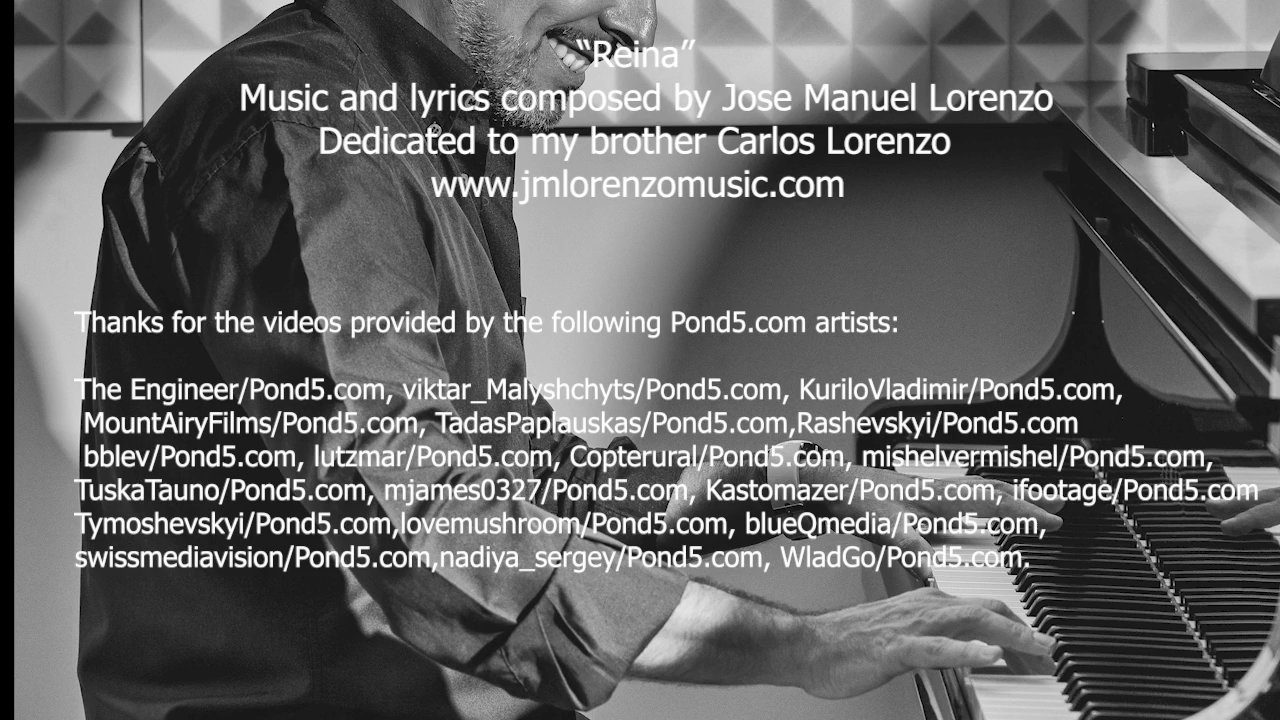 “Reina”
Music and lyrics composed by Jose Manuel Lorenzo
Dedicated to my brother Carlos Lorenzo
www.jmlorenzomusic.com
Thanks for the videos provided by the following Pond5.com artists:
The Engineer/Pond5.com, viktar_Malyshchyts/Pond5.com, KuriloVladimir/Pond5.com,
MountAiryFilms/Pond5.com, TadasPaplauskas/Pond5.com,Rashevskyi/Pond5.com
bblev/Pond5.com, lutzmar/Pond5.com, Copterural/Pond5.com, mishelvermishel/Pond5.com,
TuskaTauno/Pond5.com, mjames0327/Pond5.com, Kastomazer/Pond5.com, ifootage/Pond5.com
Tymoshevskyi/Pond5.com,lovemushroom/Pond5.com, blueQmedia/Pond5.com,
swissmediavision/Pond5.com,nadiya_sergey/Pond5.com, WladGo/Pond5.com.